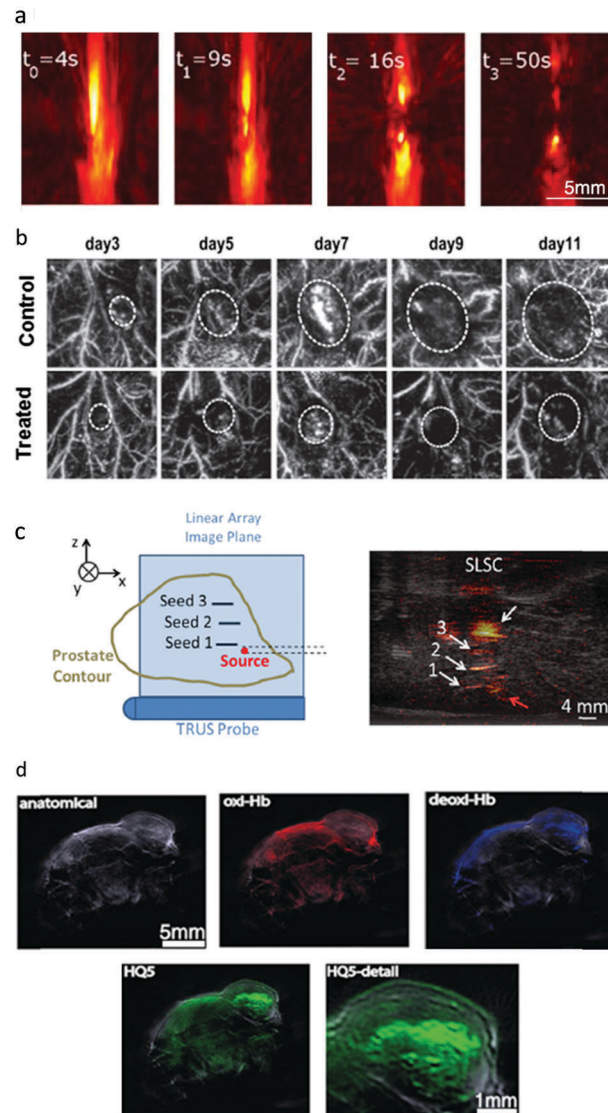 a
t0=4s
t1=9s
t2= 16s
t3=50s
5mm
b
day3 day5 day7 day9 day11
Control
Treated
c
Linear Array
Image Plane
z
y
x
Seed 3
Seed 2
Seed 1
Source
Prostate
Contour
TRUS Probe
SLSC
3
2
1
4 mm
d
anatomical
5mm
oxi-Hb
deoxi-Hb
HQ5
HQ5-detail
1mm